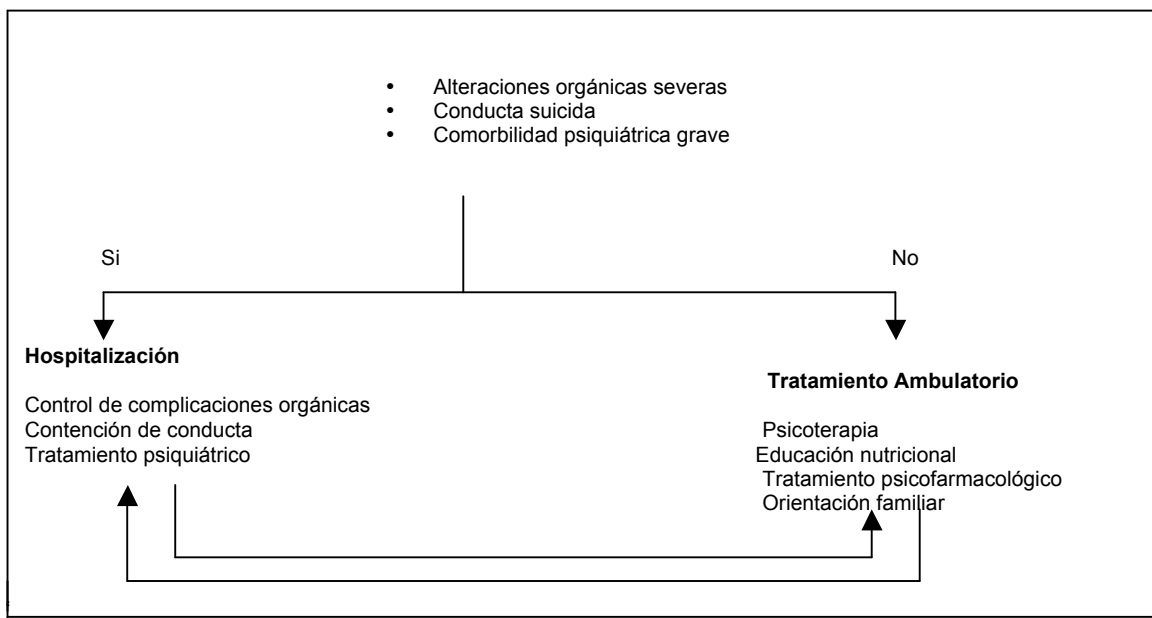 • Alteraciones orgánicas severas
• Conducta suicida
• Comorbilidad psiquiátrica grave
Si
No
Hospitalización
Control de complicaciones orgánicas
Contención de conducta
Tratamiento psiquiátrico
Tratamiento Ambulatorio
Psicoterapia
Educación nutricional
Tratamiento psicofarmacológico
Orientación familiar